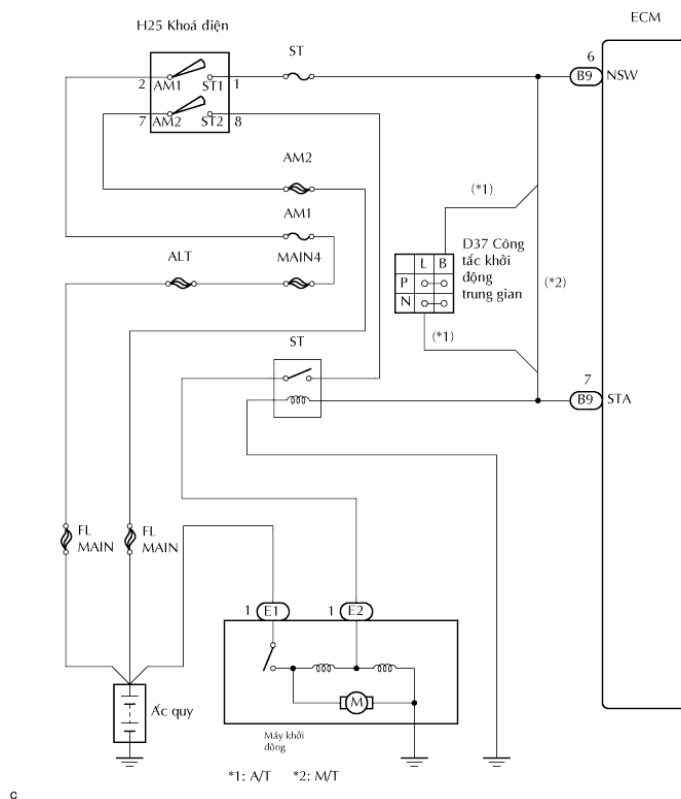 ECM
H25 Khoá điện
ST
6
B9 NSW
2 AM1 ST1 1
7 AM2 ST2 8
AM2
(*1)
AM1
L B
P
N
D37 Công
tắc khởi
động
trung gian
ALT
MAIN4
(*2)
(*1)
ST
7
B9 STA
FL
MAIN
FL
MAIN
1 E1
1 E2
M
Ắc quy
Máy khởi
động
*1: A/T *2: M/T
c